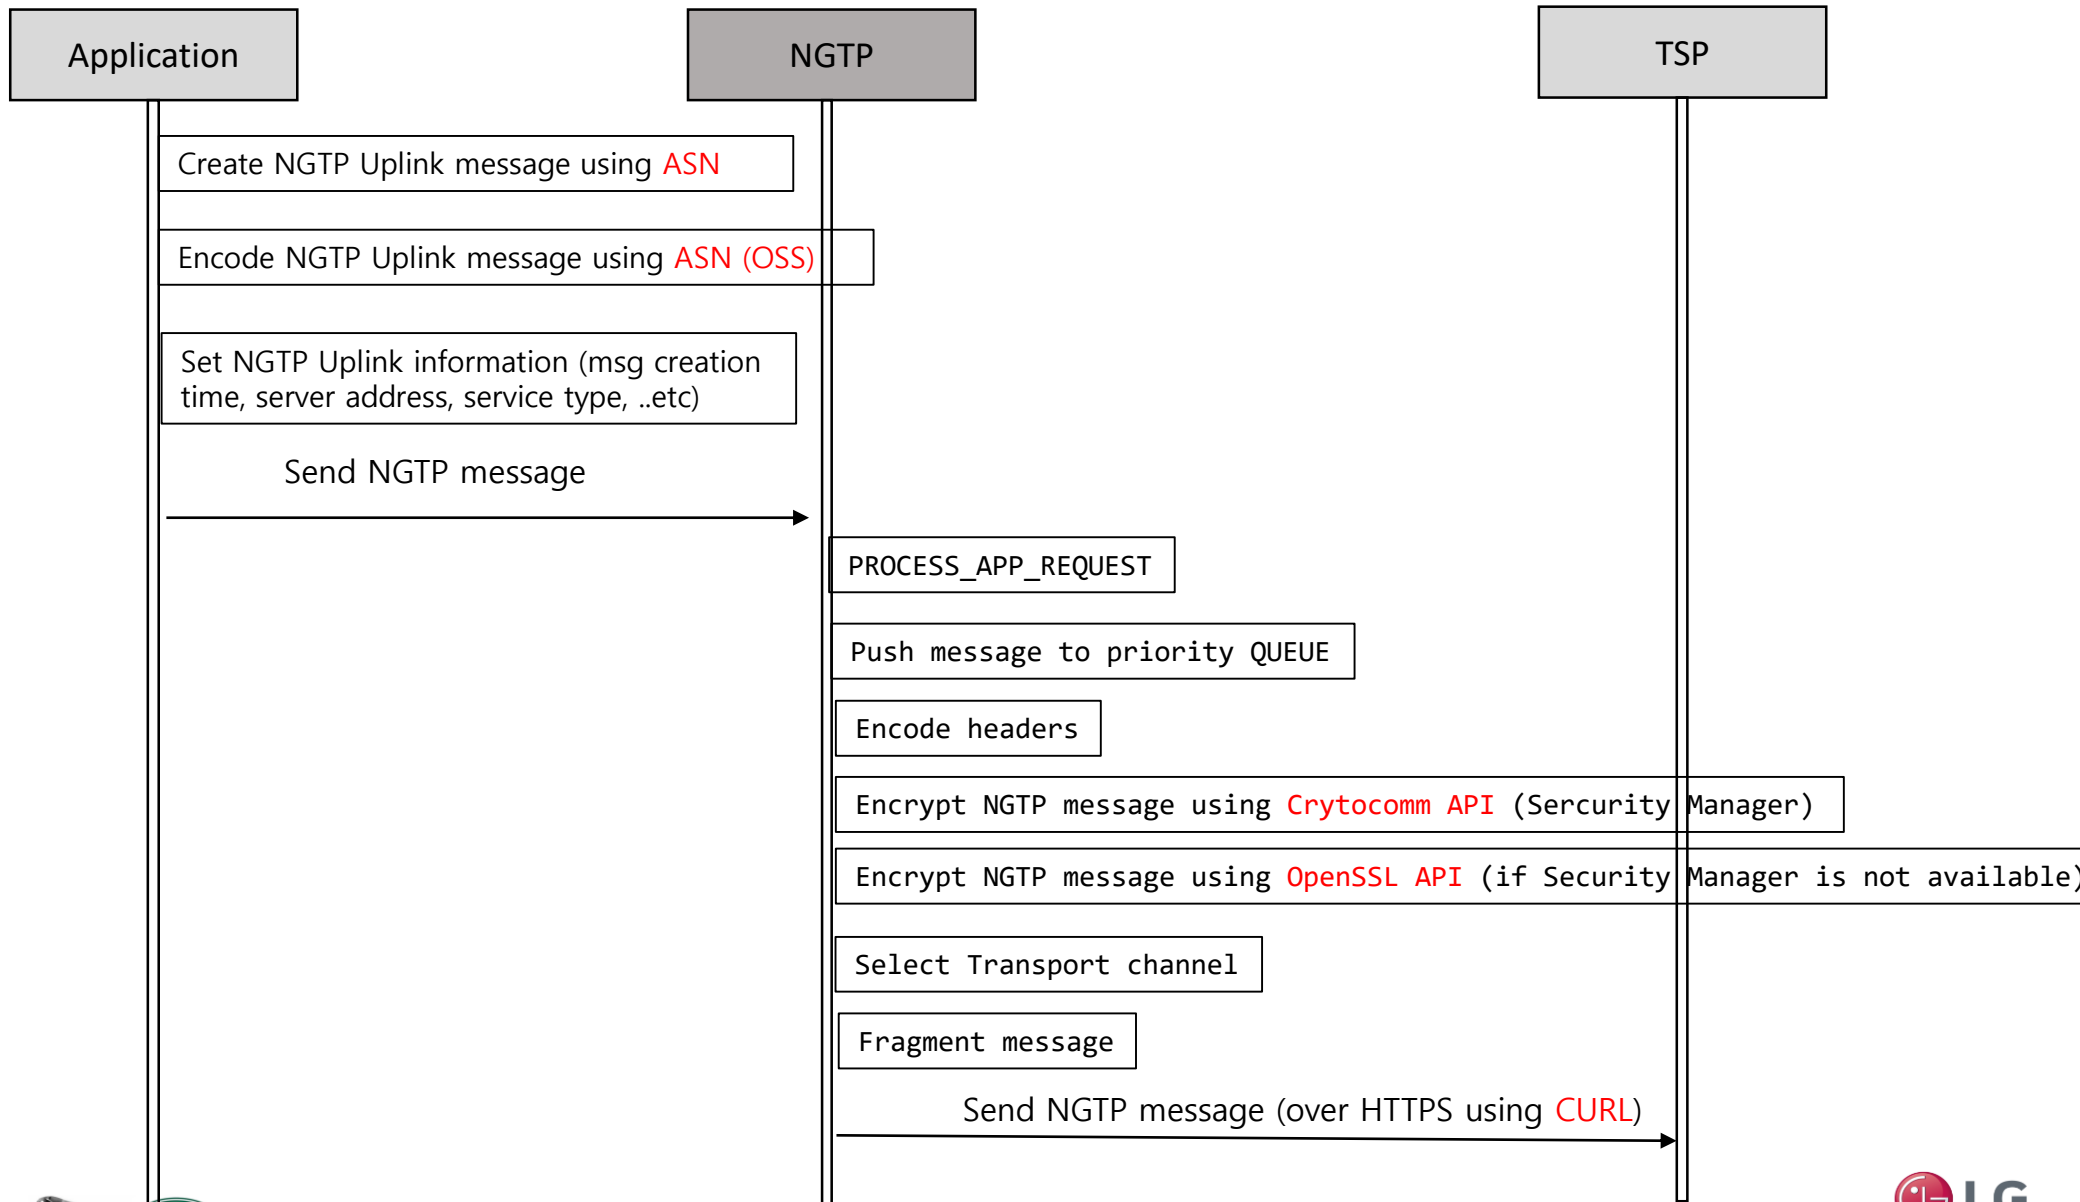 Application
NGTP
TSP
Create NGTP Uplink message using ASN
Encode NGTP Uplink message using ASN (OSS)
Set NGTP Uplink information (msg creation
time, server address, service type, ..etc)
Send NGTP message
PROCESS_APP_REQUEST
Push message to priority QUEUE
Encode headers
Encrypt NGTP message using Crytocomm API (Sercurity Manager)
Encrypt NGTP message using OpenSSL API (if Security Manager is not available)
Select Transport channel
Fragment message
Send NGTP message (over HTTPS using CURL)
LG